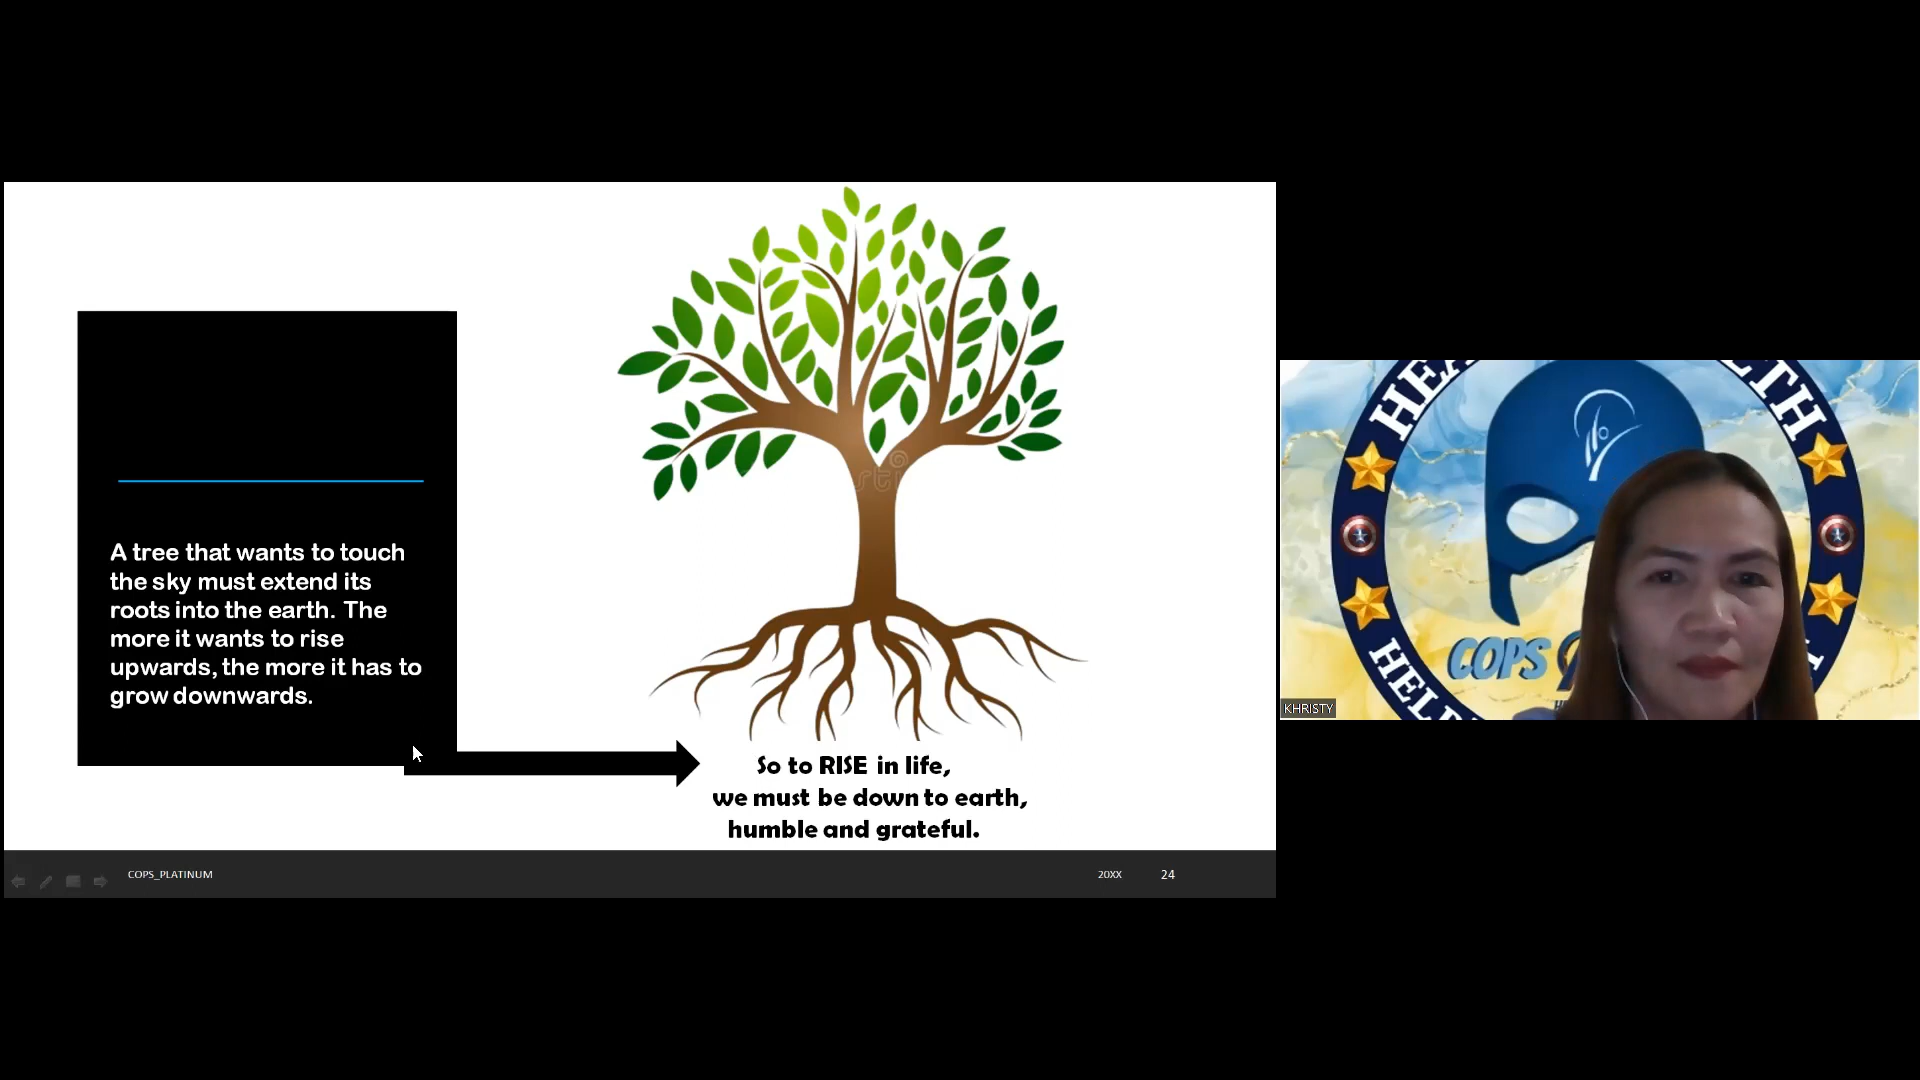 A tree that wants to touch
the sky must extend its
roots into the earth. The
more it wants to rise
upwards, the more it has to
grow downwards.
So to RISE in life,
we must be down to earth,
humble and grateful.
COPS_PLATINUM
20XX
24
COPS
KHRISTY